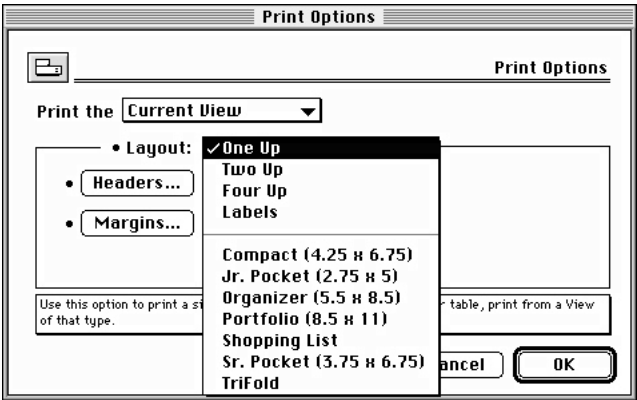 Print Options
Print Options
Print the Current View
• Layout:
✓One Up
Two Up
Four Up
Labels
Compact (4.25 x 6.75)
Jr. Pocket (2.75 x 5)
Organizer (5.5 x 8.5)
Portfolio (8.5 x 11)
Shopping List
Sr. Pocket (3.75 x 6.75)
TriFold
• Headers...
• Margins...
Use this option to print a si
r table, print from a View
of that type.
ancel
OK